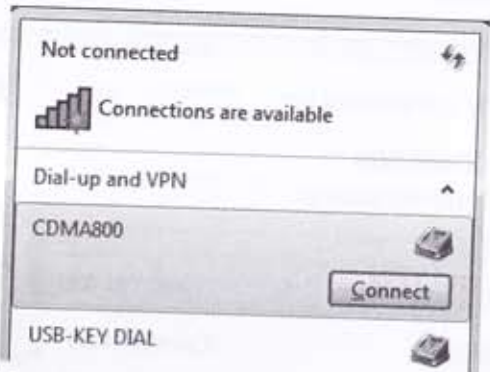 Not connected
Connections are available
Dial-up and VPN
CDMA800
Connect
USB-KEY DIAL